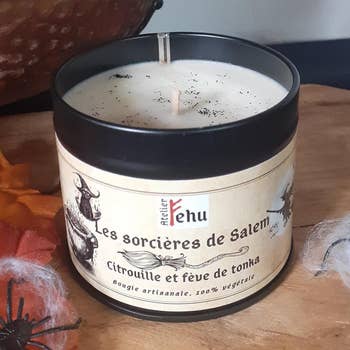 Atelier
Fehu
Les sorcières de Salem
Citrouille et fève de tonka
Bougie artisanale, 100% végétale